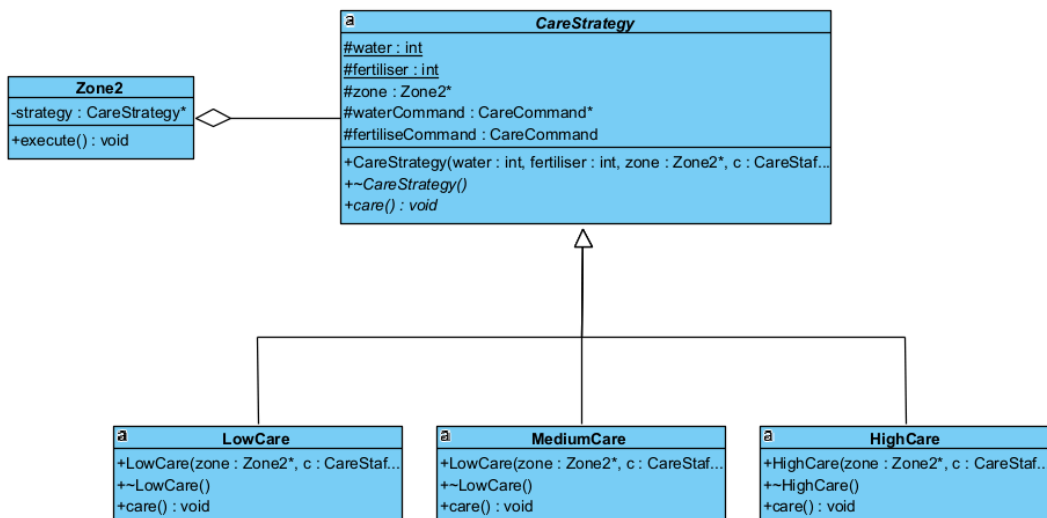 a
CareStrategy
#water : int
#fertiliser : int
#zone : Zone2*
#waterCommand : CareCommand*
#fertiliseCommand : CareCommand
+CareStrategy(water : int, fertiliser : int, zone : Zone2*, c : CareStaf...
+~CareStrategy()
+care() : void
Zone2
-strategy : CareStrategy*
+execute() : void
a
LowCare
+LowCare(zone : Zone2*, c : CareStaf...
+~LowCare()
+care() : void
a
MediumCare
+LowCare(zone : Zone2*, c : CareStaf...
+~LowCare()
+care() : void
a
HighCare
+HighCare(zone : Zone2*, c : CareStaf...
+~HighCare()
+care() : void